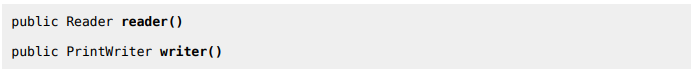 public Reader reader()
public PrintWriter writer()